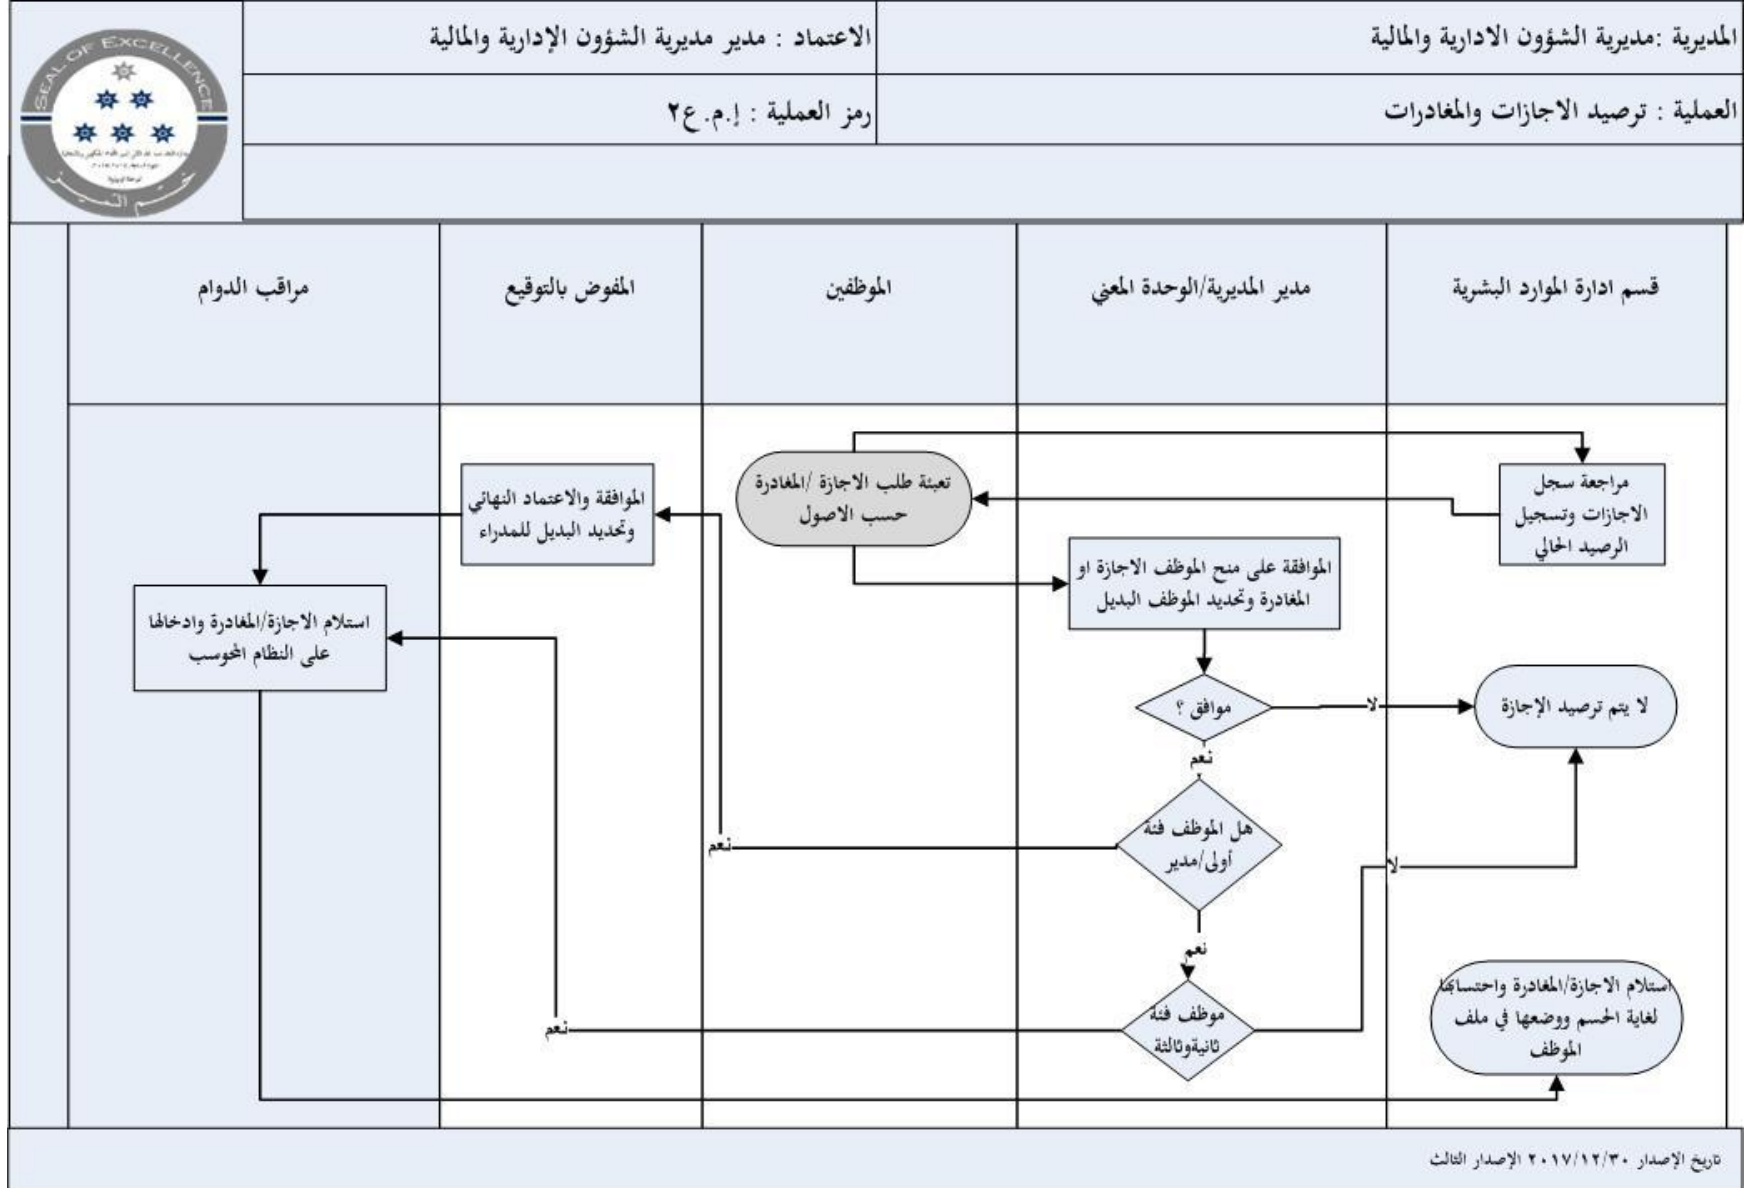 المديرية :مديرية الشؤون الادارية والمالية
الاعتماد : مدير مديرية الشؤون الإدارية والمالية
العملية : ترصيد الاجازات والمغادرات
رمز العملية : إ.م.ع٢
SEAL OF EXCELLENCE
ختم التميز
قسم ادارة الموارد البشرية
مدير المديرية/الوحدة المعني
الموظفين
المفوض بالتوقيع
مراقب الدوام
مراجعة سجل
الاجازات وتسجيل
الرصيد الحالي
تعبئة طلب الاجازة /المغادرة
حسب الاصول
الموافقة والاعتماد النهائي
وتحديد البديل للمدراء
الموافقة على منح الموظف الاجازة او
المغادرة وتحديد الموظف البديل
استلام الاجازة/المغادرة وادخالها
على النظام المحوسب
موافق ؟
لا
لا يتم ترصيد الإجازة
نعم
هل الموظف فئة
أولى/مدير
نعم
لا
نعم
موظف فئة
ثانيةوثالثة
نعم
استلام الاجازة/المغادرة واحتسابها
لغاية الحسم ووضعها في ملف
الموظف
تاريخ الإصدار ٢٠١٧/١٢/٣٠ الإصدار الثالث